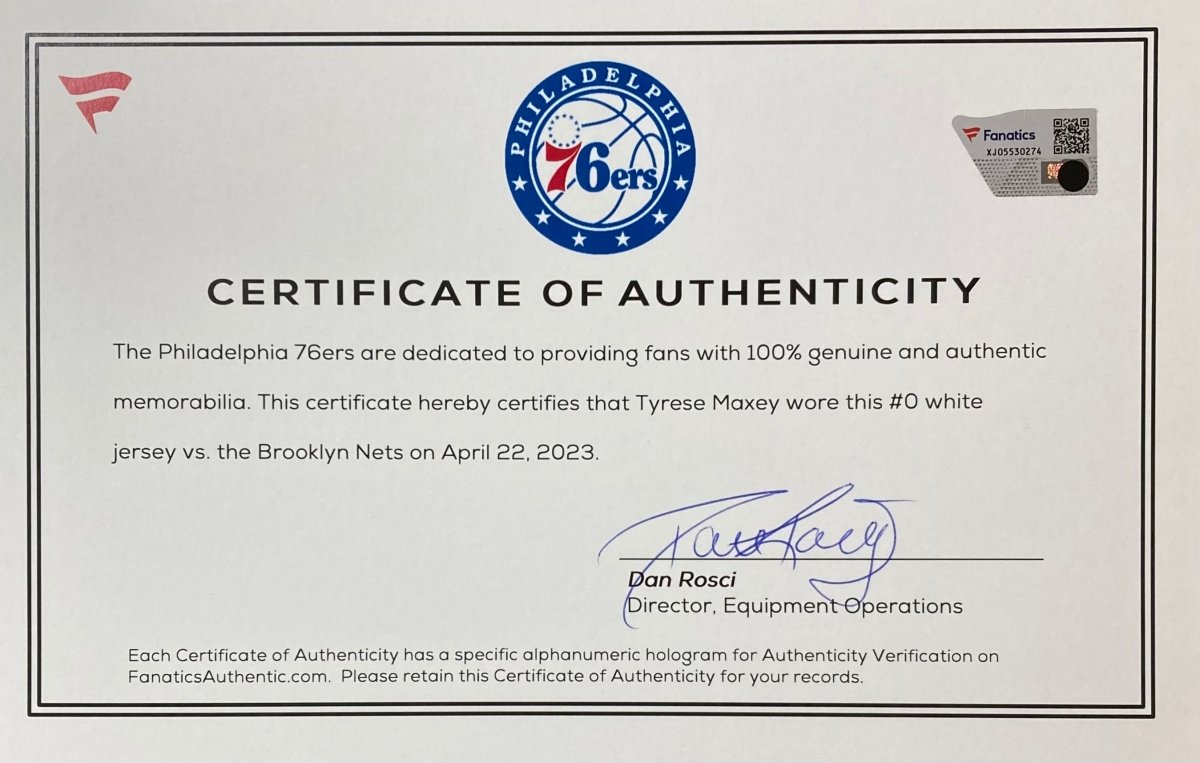 PHILADELPHIA
76ers
Fanatics
XJ05530274
CERTIFICATE OF AUTHENTICITY
The Philadelphia 76ers are dedicated to providing fans with 100% genuine and authentic
memorabilia. This certificate hereby certifies that Tyrese Maxey wore this #0 white
jersey vs. the Brooklyn Nets on April 22, 2023.
Dan Rosci
Director, Equipment Operations
Each Certificate of Authenticity has a specific alphanumeric hologram for Authenticity Verification on
FanaticsAuthentic.com. Please retain this Certificate of Authenticity for your records.